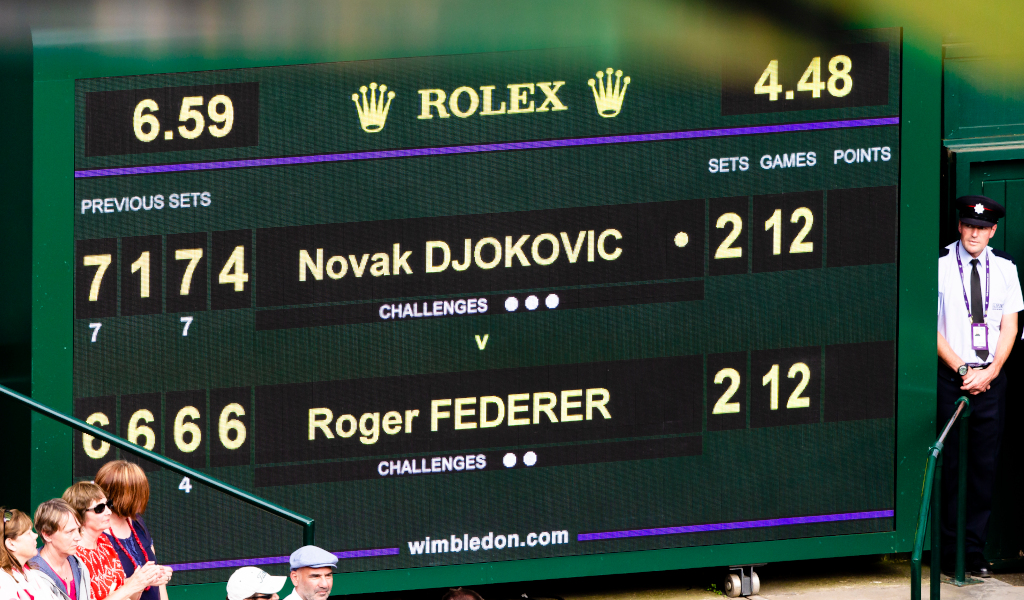 6.59 ROLEX 4.48
SETS GAMES POINTS
PREVIOUS SETS
7 1 7 4 Novak DJOKOVIC 2 12
7 7
CHALLENGES
v
6 6 6 6 Roger FEDERER 2 12
4
CHALLENGES
wimbledon.com